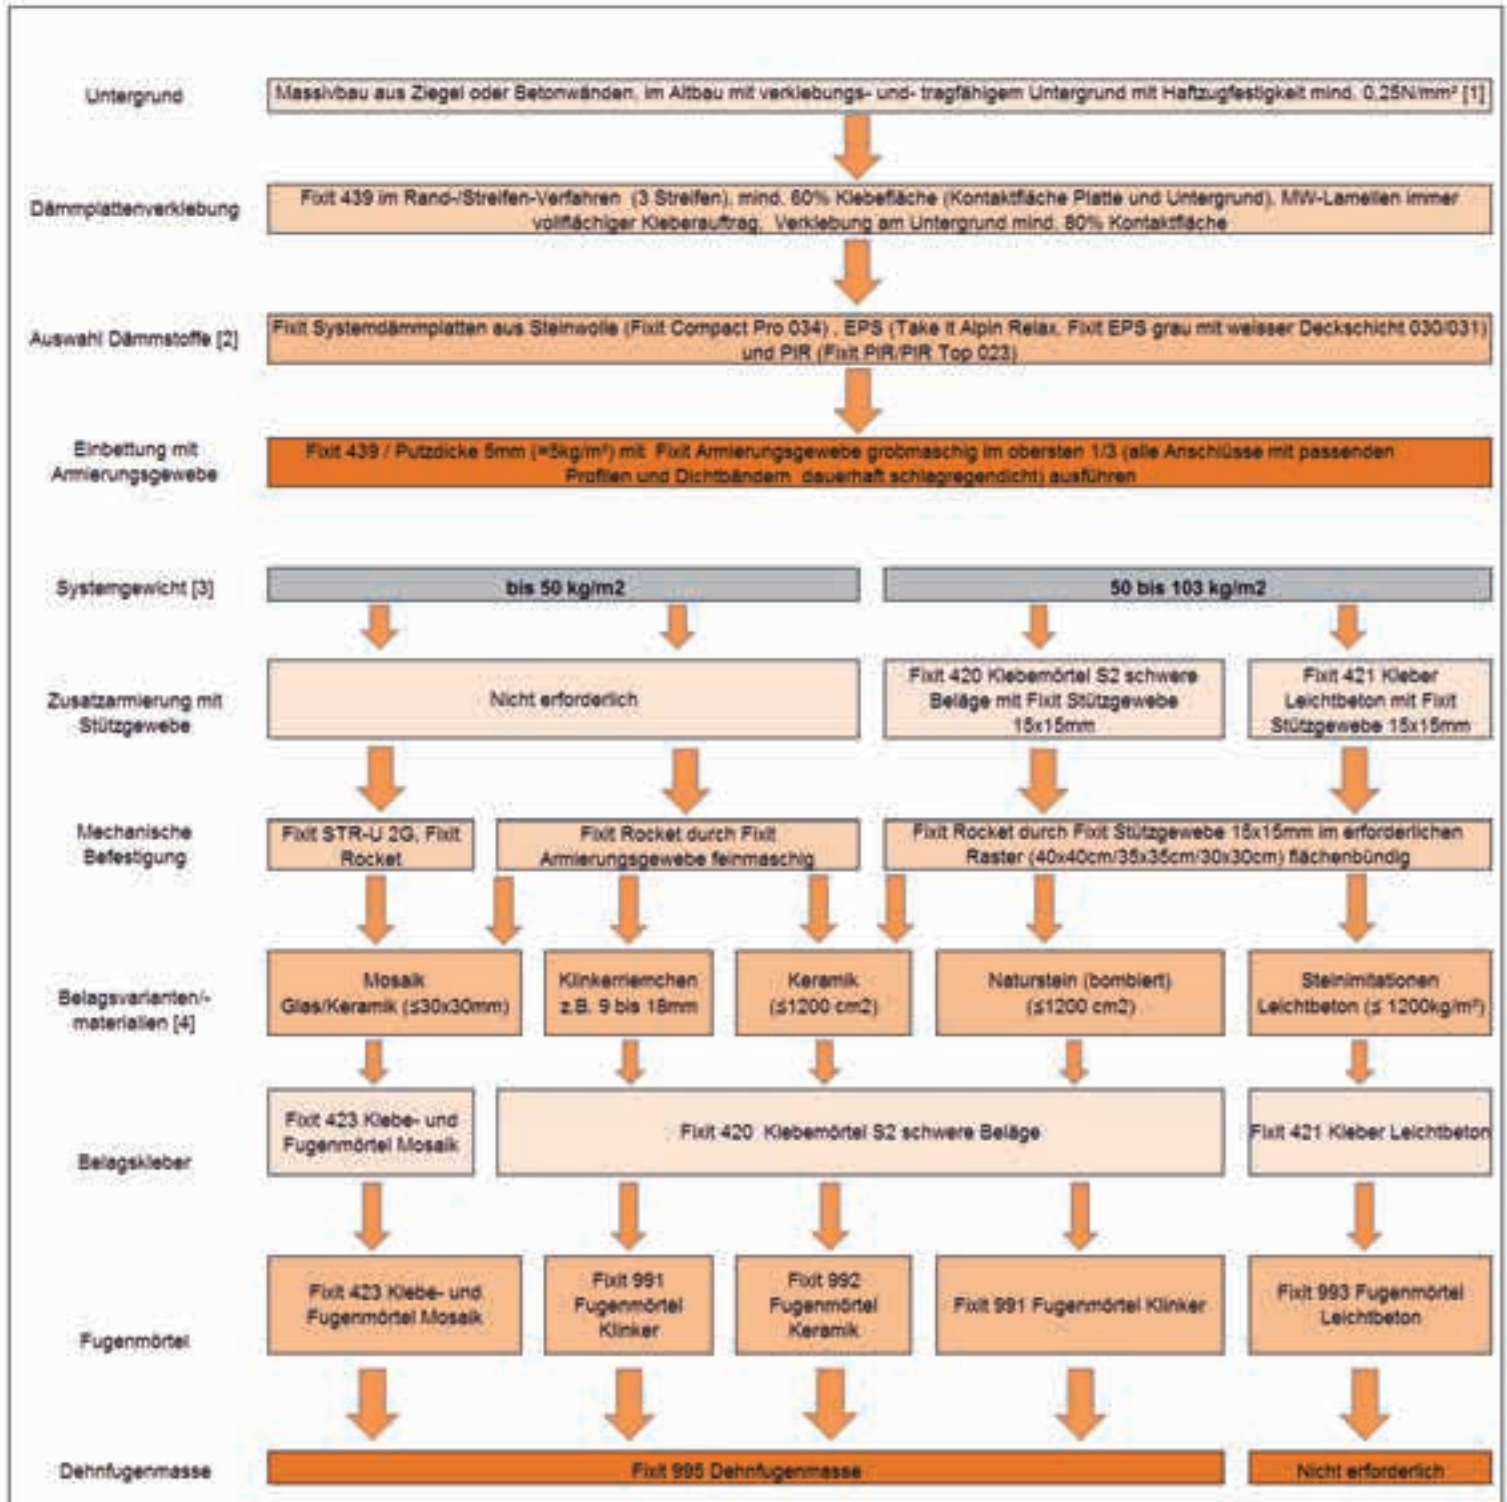 Untergrund
Massivbau aus Ziegel oder Betonwänden, im Altbau mit verklebungs- und- tragfähigem Untergrund mit Haftzugfestigkeit mind. 0,25N/mm² [1]
Dämmplattenverklebung
Fixit 439 im Rand-/Streifen-Verfahren (3 Streifen), mind. 60% Klebefläche (Kontaktfläche Platte und Untergrund). MW-Lamellen immer
vollflächiger Kleberauftrag, Verklebung am Untergrund mind. 80% Kontaktfläche
Auswahl Dämmstoffe [2]
Fixit Systemdämmplatten aus Steinwolle (Fixit Compact Pro 034) , EPS (Take it Alpin Relax, Fixit EPS grau mit weisser Deckschicht 030/031)
und PIR (Fixit PIR/PIR Top 023)
Einbettung mit
Armierungsgewebe
Fixit 439 / Putzdicke 5mm (=5kg/m²) mit Fixit Armierungsgewebe grobmaschig im obersten 1/3 (alle Anschlüsse mit passenden
Profilen und Dichtbändern dauerhaft schlagregendicht) ausführen
Systemgewicht [3]
bis 50 kg/m2
50 bis 103 kg/m2
Zusatzarmierung mit
Stützgewebe
Nicht erforderlich
Fixit 420 Klebemörtel S2 schwere
Beläge mit Fixit Stützgewebe
15x15mm
Fixit 421 Kleber
Leichtbeton mit Fixit
Stützgewebe 15x15mm
Mechanische
Befestigung
Fixit STR-U 2G, Fixit
Rocket
Fixit Rocket durch Fixit
Armierungsgewebe feinmaschig
Fixit Rocket durch Fixit Stützgewebe 15x15mm im erforderlichen
Raster (40x40cm/35x35cm/30x30cm) flächenbündig
Belagsvarianten/-
materialien [4]
Mosaik
Glas/Keramik (≤30x30mm)
Klinkerriemchen
z.B. 9 bis 18mm
Keramik
(≤1200 cm2)
Naturstein (bombiert)
(≤1200 cm2)
Steinimitationen
Leichtbeton (≤ 1200kg/m³)
Belagskleber
Fixit 423 Klebe- und
Fugenmörtel Mosaik
Fixit 420 Klebemörtel S2 schwere Beläge
Fixit 421 Kleber Leichtbeton
Fugenmörtel
Fixit 423 Klebe- und
Fugenmörtel Mosaik
Fixit 991
Fugenmörtel
Klinker
Fixit 992
Fugenmörtel
Keramik
Fixit 991 Fugenmörtel Klinker
Fixit 993 Fugenmörtel
Leichtbeton
Dehnfugenmasse
Fixit 995 Dehnfugenmasse
Nicht erforderlich